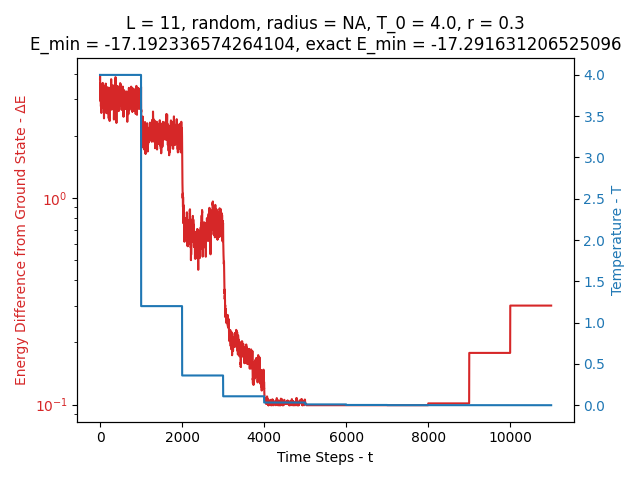 L = 11, random, radius = NA, T_0 = 4.0, r = 0.3
E_min = -17.192336574264104, exact E_min = -17.291631206525096
Energy Difference from Ground State - ΔE
10⁰
10⁻¹
4.0
3.5
3.0
2.5
2.0
1.5
1.0
0.5
0.0
Temperature - T
0 2000 4000 6000 8000 10000
Time Steps - t